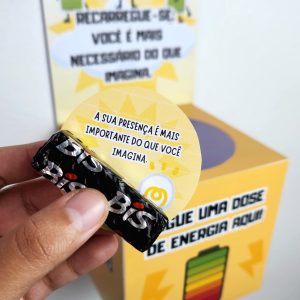 RECARREGUE-SE,
VOCÊ É MAIS
NECESSÁRIO DO QUE
IMAGINA.
A SUA PRESENÇA É MAIS
IMPORTANTE DO QUE VOCÊ
IMAGINA.
BIS
BIS BIS
GUE UMA DOSE
DE ENERGIA AQUI!